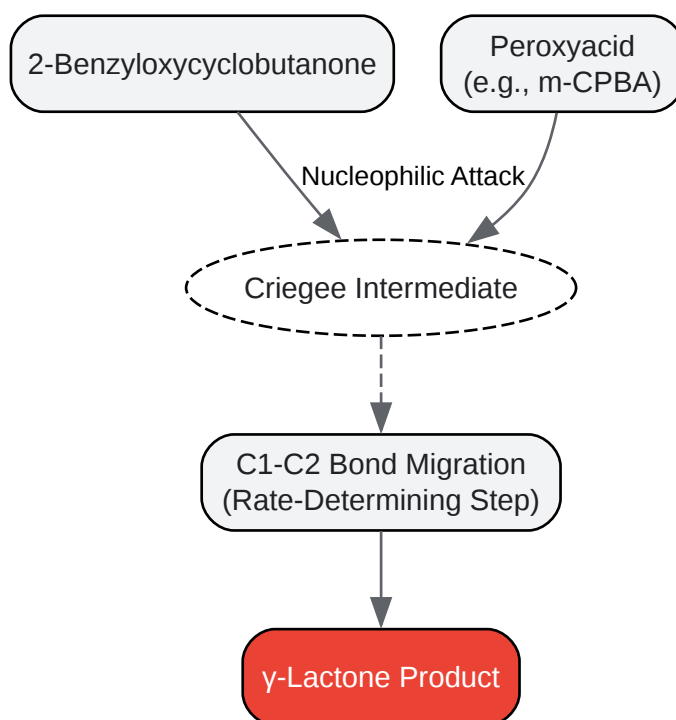 2-Benzyloxycyclobutanone
Peroxyacid
(e.g., m-CPBA)
Nucleophilic Attack
Criegee Intermediate
C1-C2 Bond Migration
(Rate-Determining Step)
γ-Lactone Product